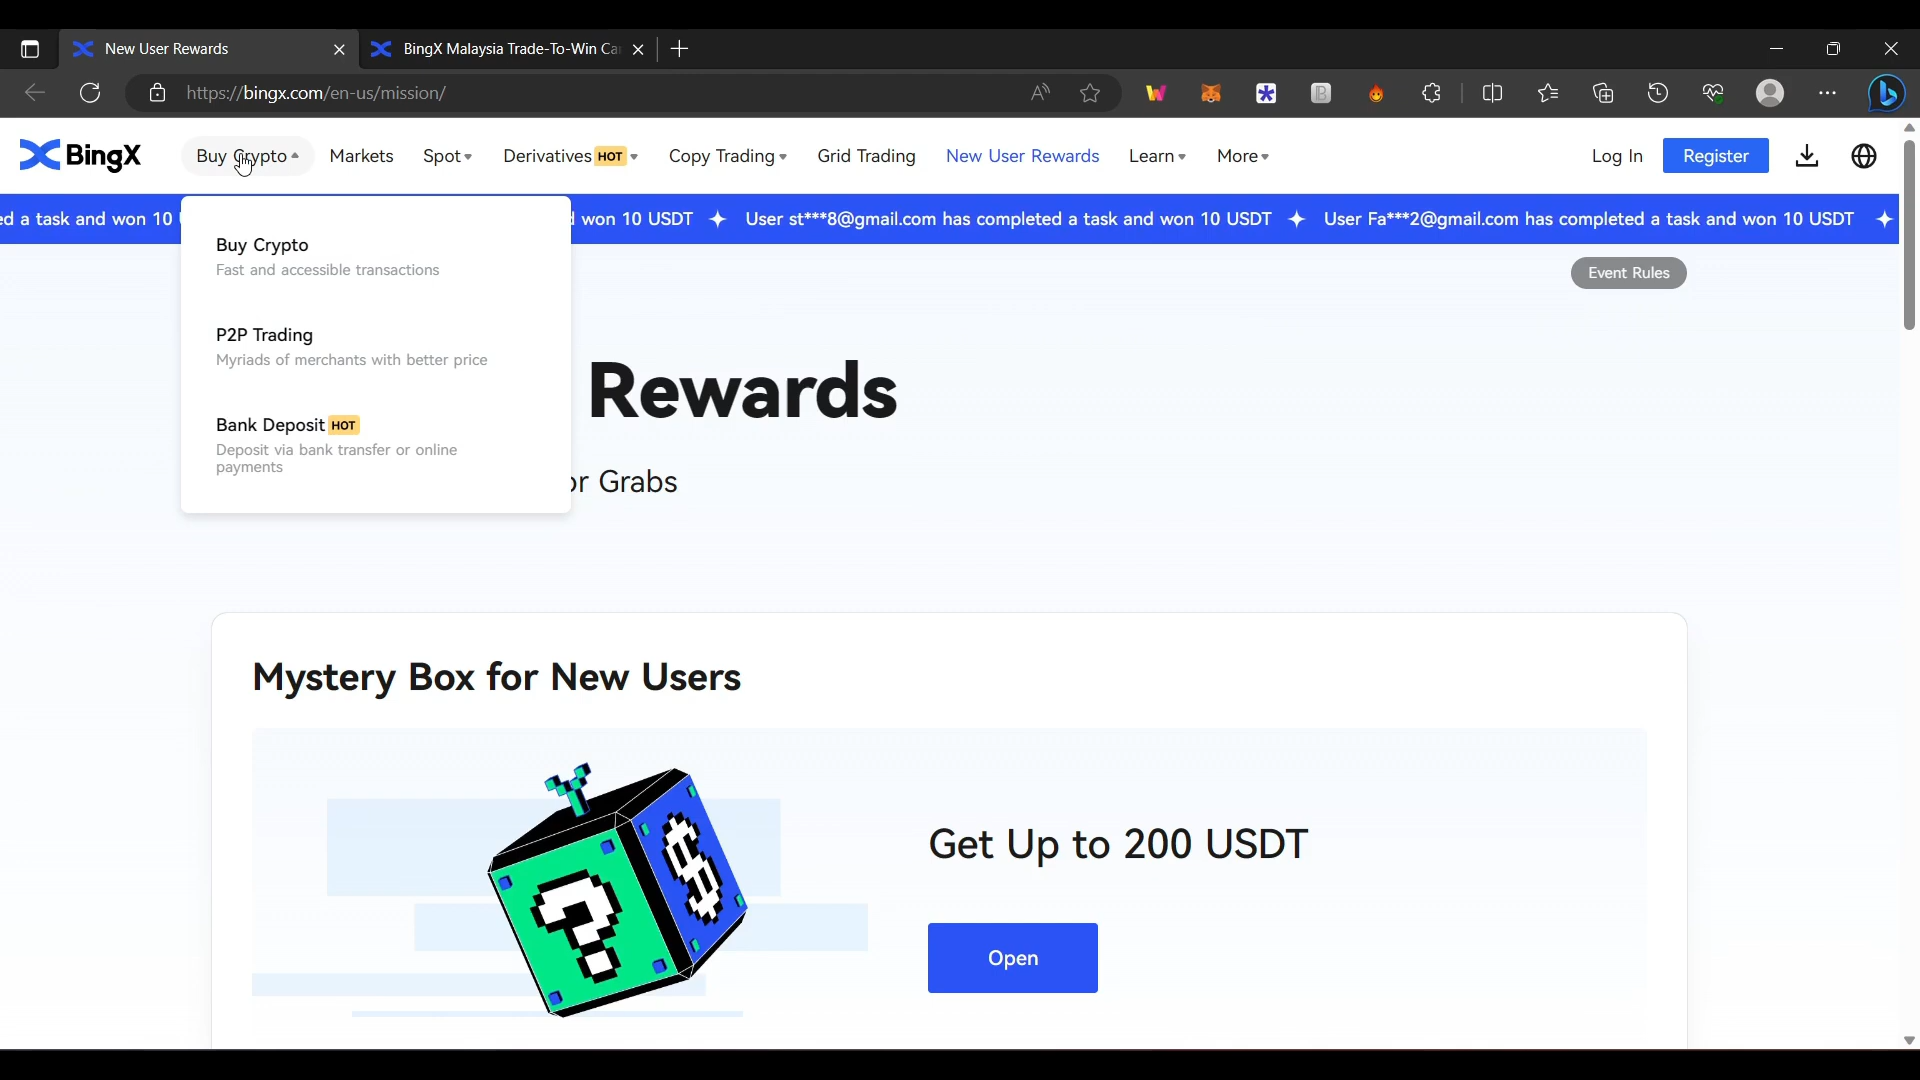 New User Rewards
BingX Malaysia Trade-To-Win Ca
https://bingx.com/en-us/mission/
BingX
Buy Crypto
Markets
Spot
Derivatives HOT
Copy Trading
Grid Trading
New User Rewards
Learn
More
Log In
Register
ed a task and won 10
won 10 USDT
User st***8@gmail.com has completed a task and won 10 USDT
User Fa***2@gmail.com has completed a task and won 10 USDT
Buy Crypto
Fast and accessible transactions
P2P Trading
Myriads of merchants with better price
Bank Deposit HOT
Deposit via bank transfer or online
payments
Event Rules
Rewards
or Grabs
Mystery Box for New Users
?
$
Get Up to 200 USDT
Open